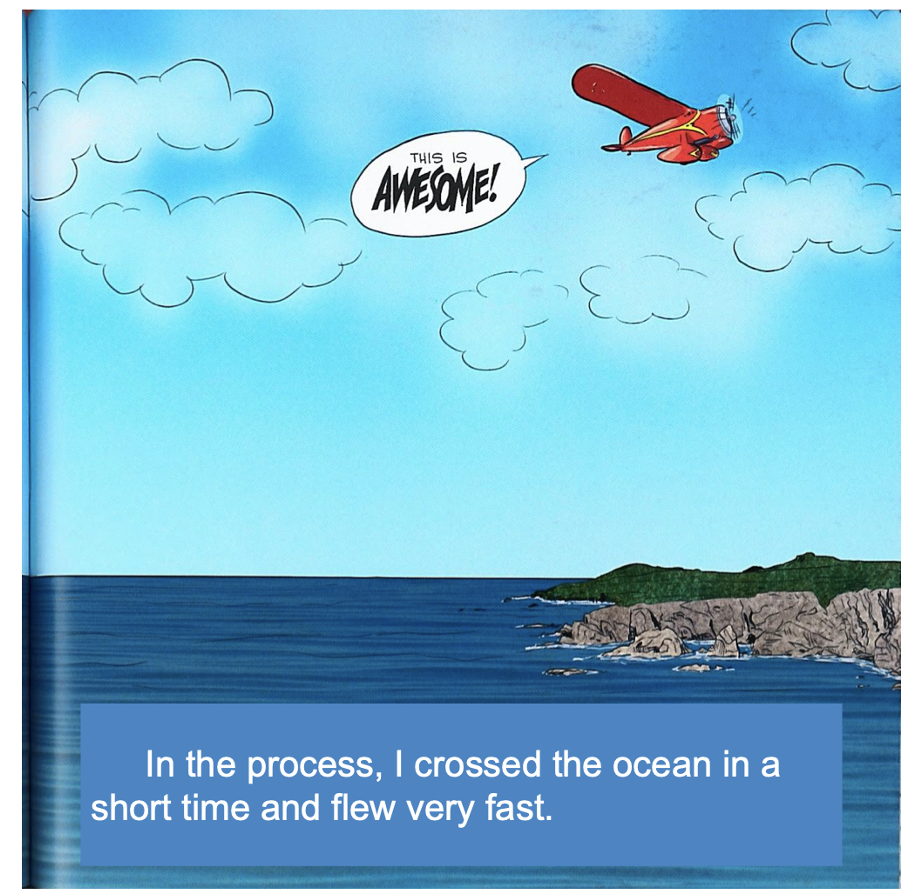 THIS IS
AWESOME!
In the process, I crossed the ocean in a
short time and flew very fast.